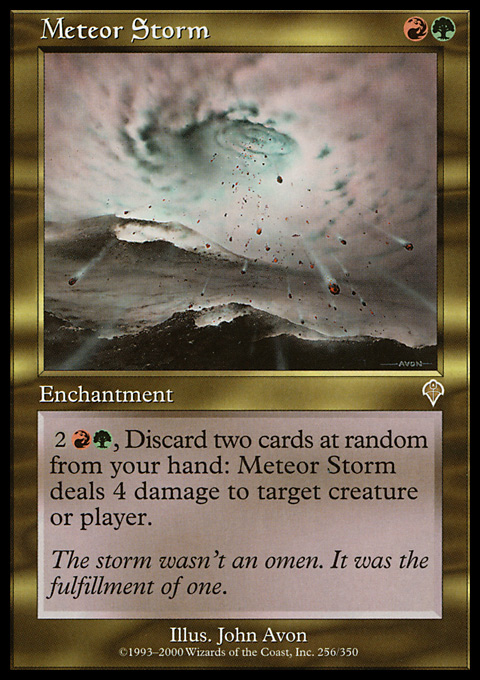 Meteor Storm
AVON
Enchantment
2 , Discard two cards at random
from your hand: Meteor Storm
deals 4 damage to target creature
or player.
The storm wasn't an omen. It was the
fulfillment of one.
Illus. John Avon
©1993–2000 Wizards of the Coast, Inc. 256/350